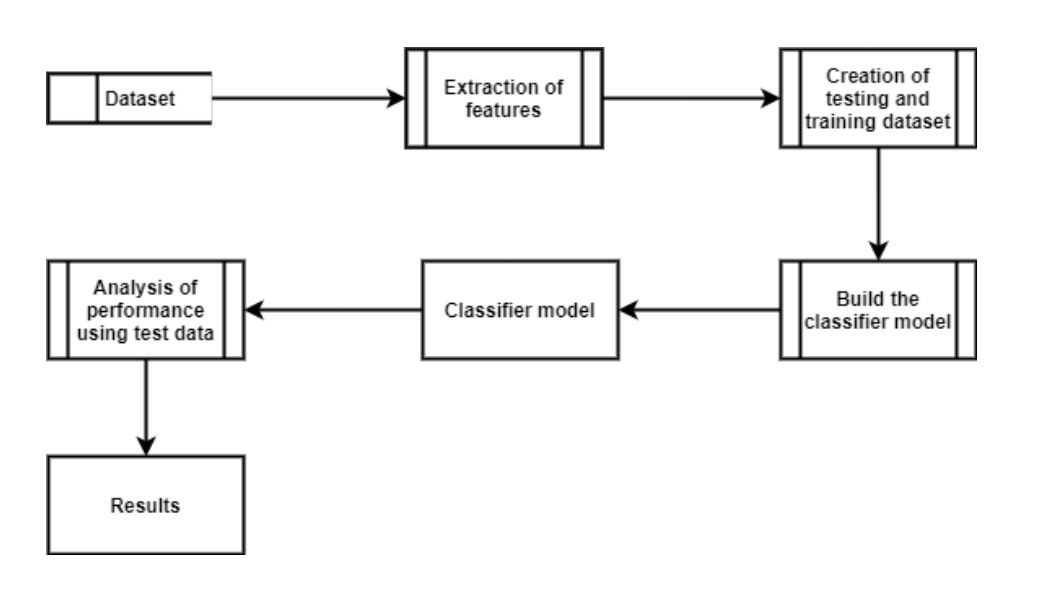 Dataset
Extraction of
features
Creation of
testing and
training dataset
Build the
classifier model
Classifier model
Analysis of
performance
using test data
Results